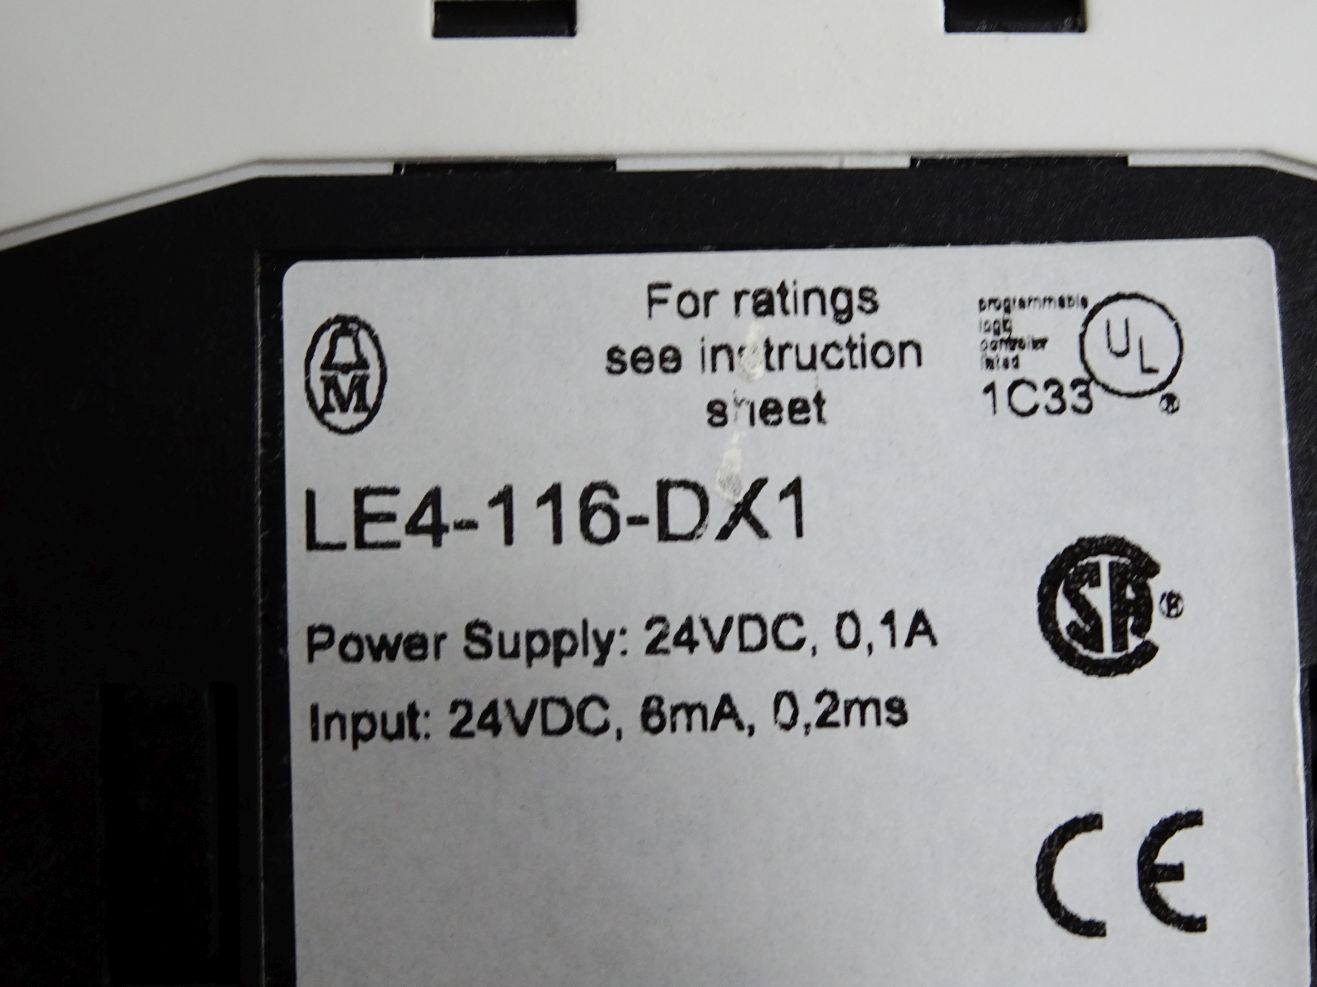 For ratings
see instruction
sheet
programmable
logic
controller
listed
1C33
UL
®
M
LE4-116-DX1
Power Supply: 24VDC, 0,1A
Input: 24VDC, 6mA, 0,2ms
SA ®
CE